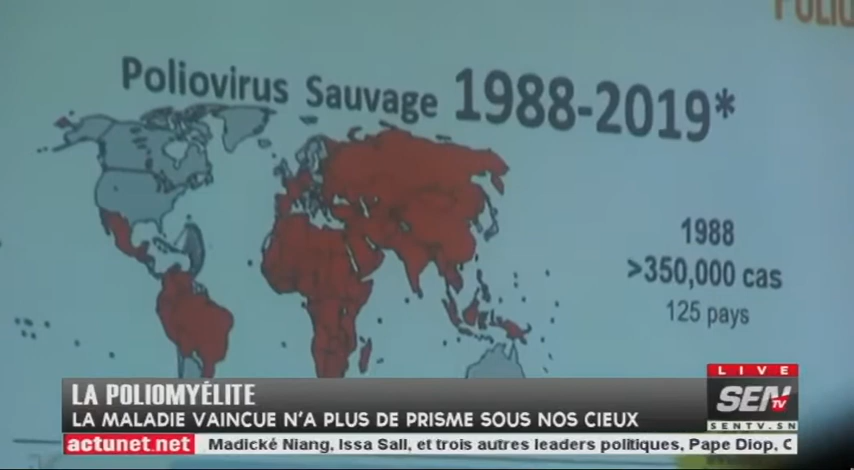 POLIO
Poliovirus Sauvage 1988-2019*
1988
>350,000 cas
125 pays
LIVE
SEN TV
SENTV.SN
LA POLIOMYÉLITE
LA MALADIE VAINCUE N'A PLUS DE PRISME SOUS NOS CIEUX
actunet.net
Madické Niang, Issa Sall, et trois autres leaders politiques, Pape Diop, C